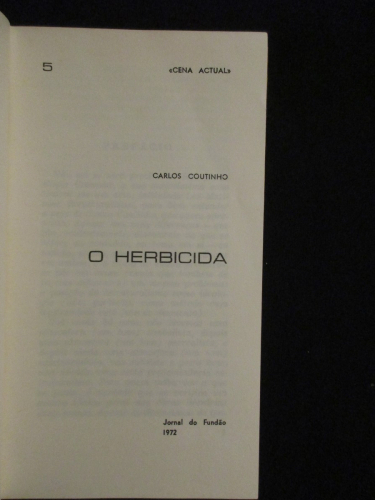 5 «CENA ACTUAL»
CARLOS COUTINHO
O HERBICIDA
Jornal do Fundão
1972